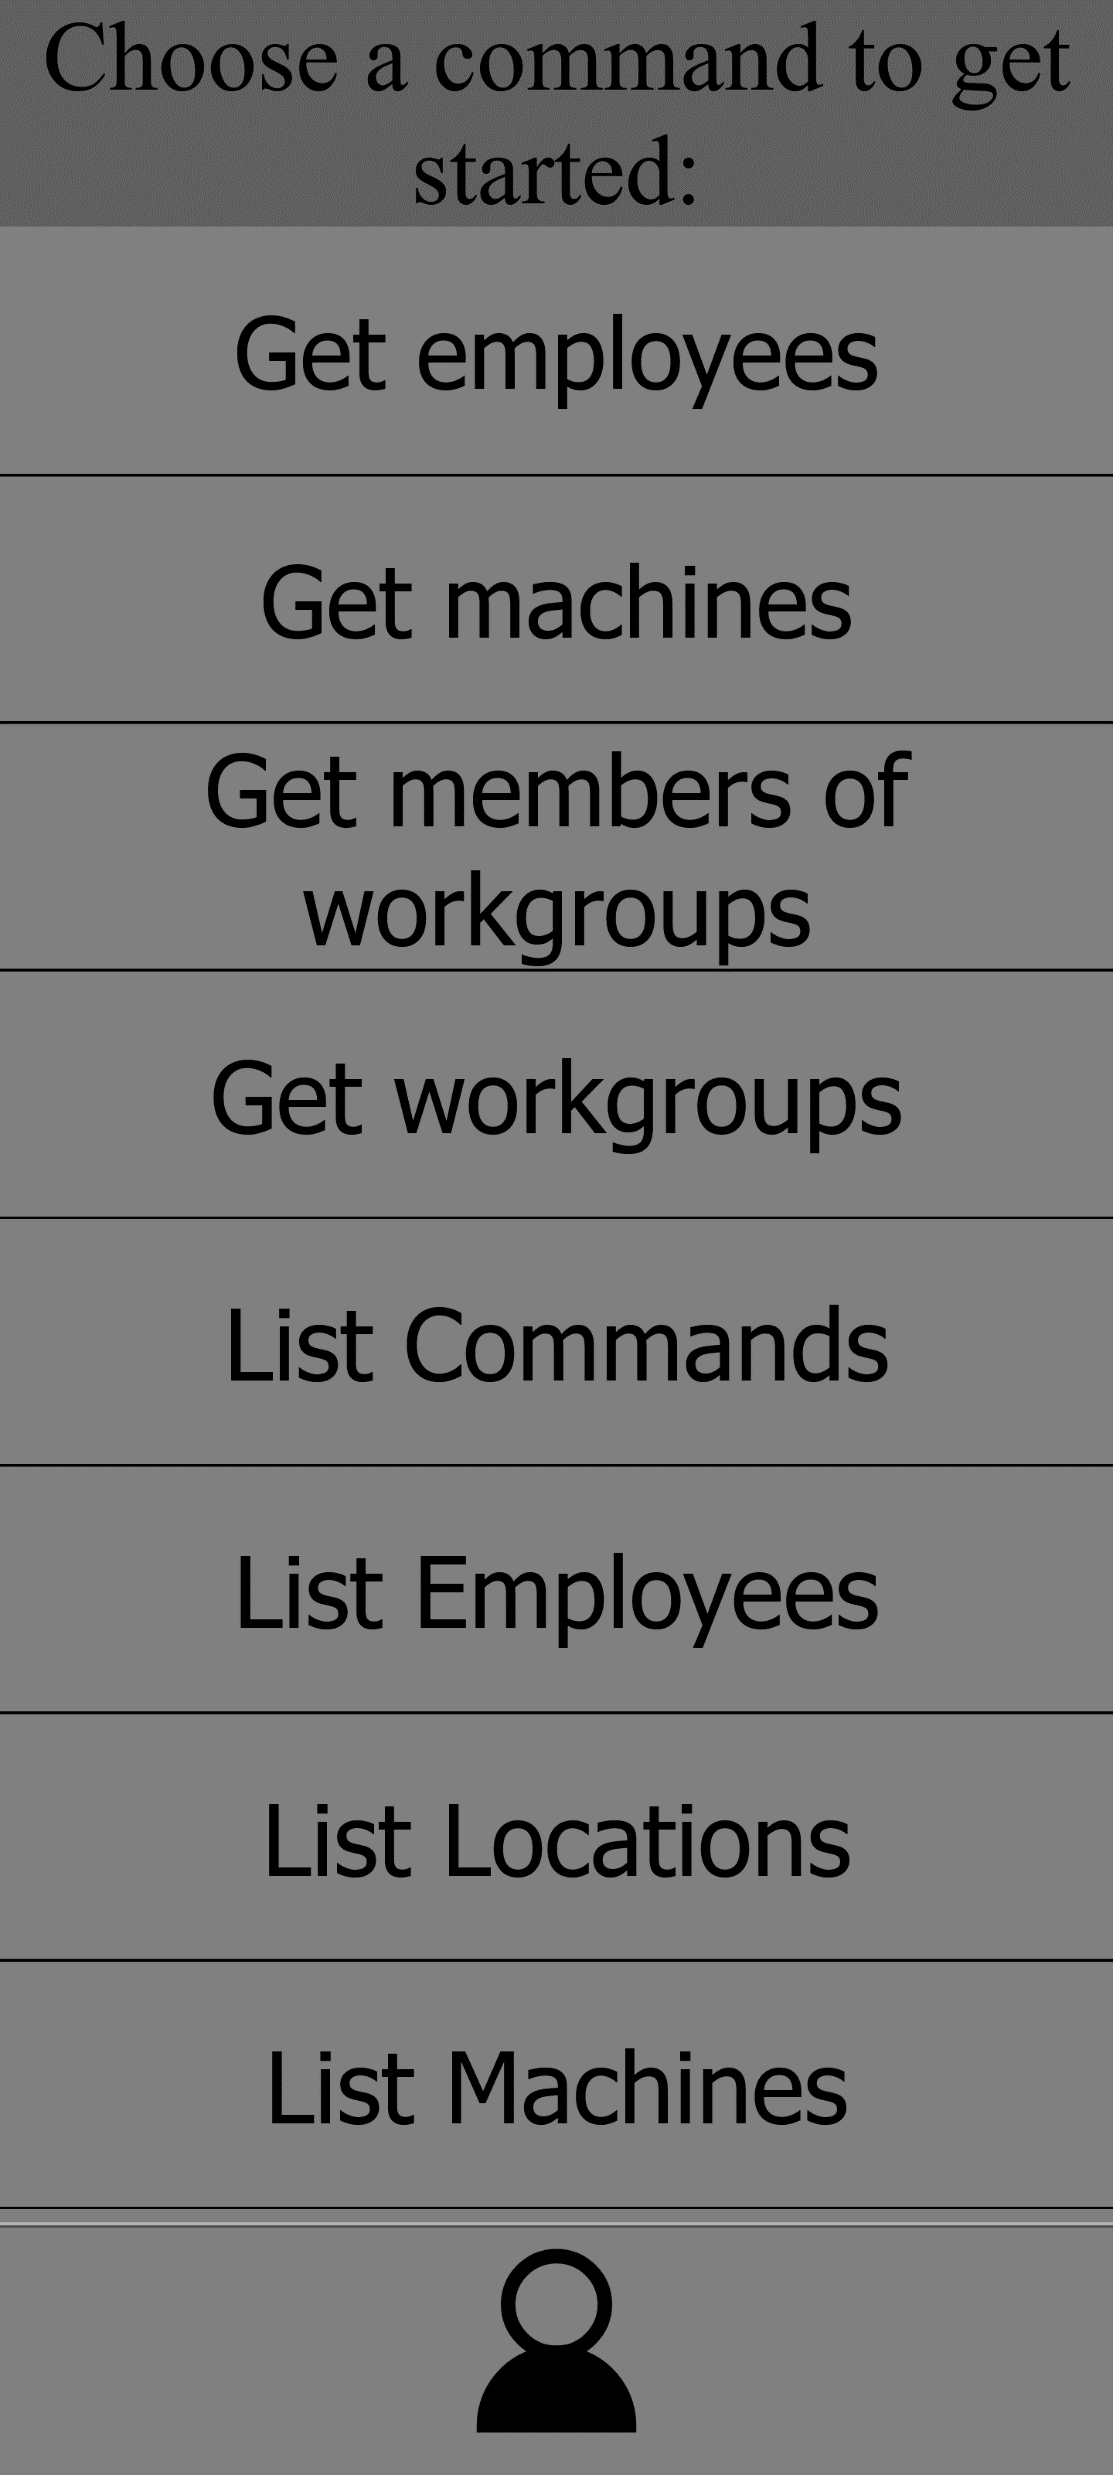 Choose a command to get
started:
Get employees
Get machines
Get members of
workgroups
Get workgroups
List Commands
List Employees
List Locations
List Machines